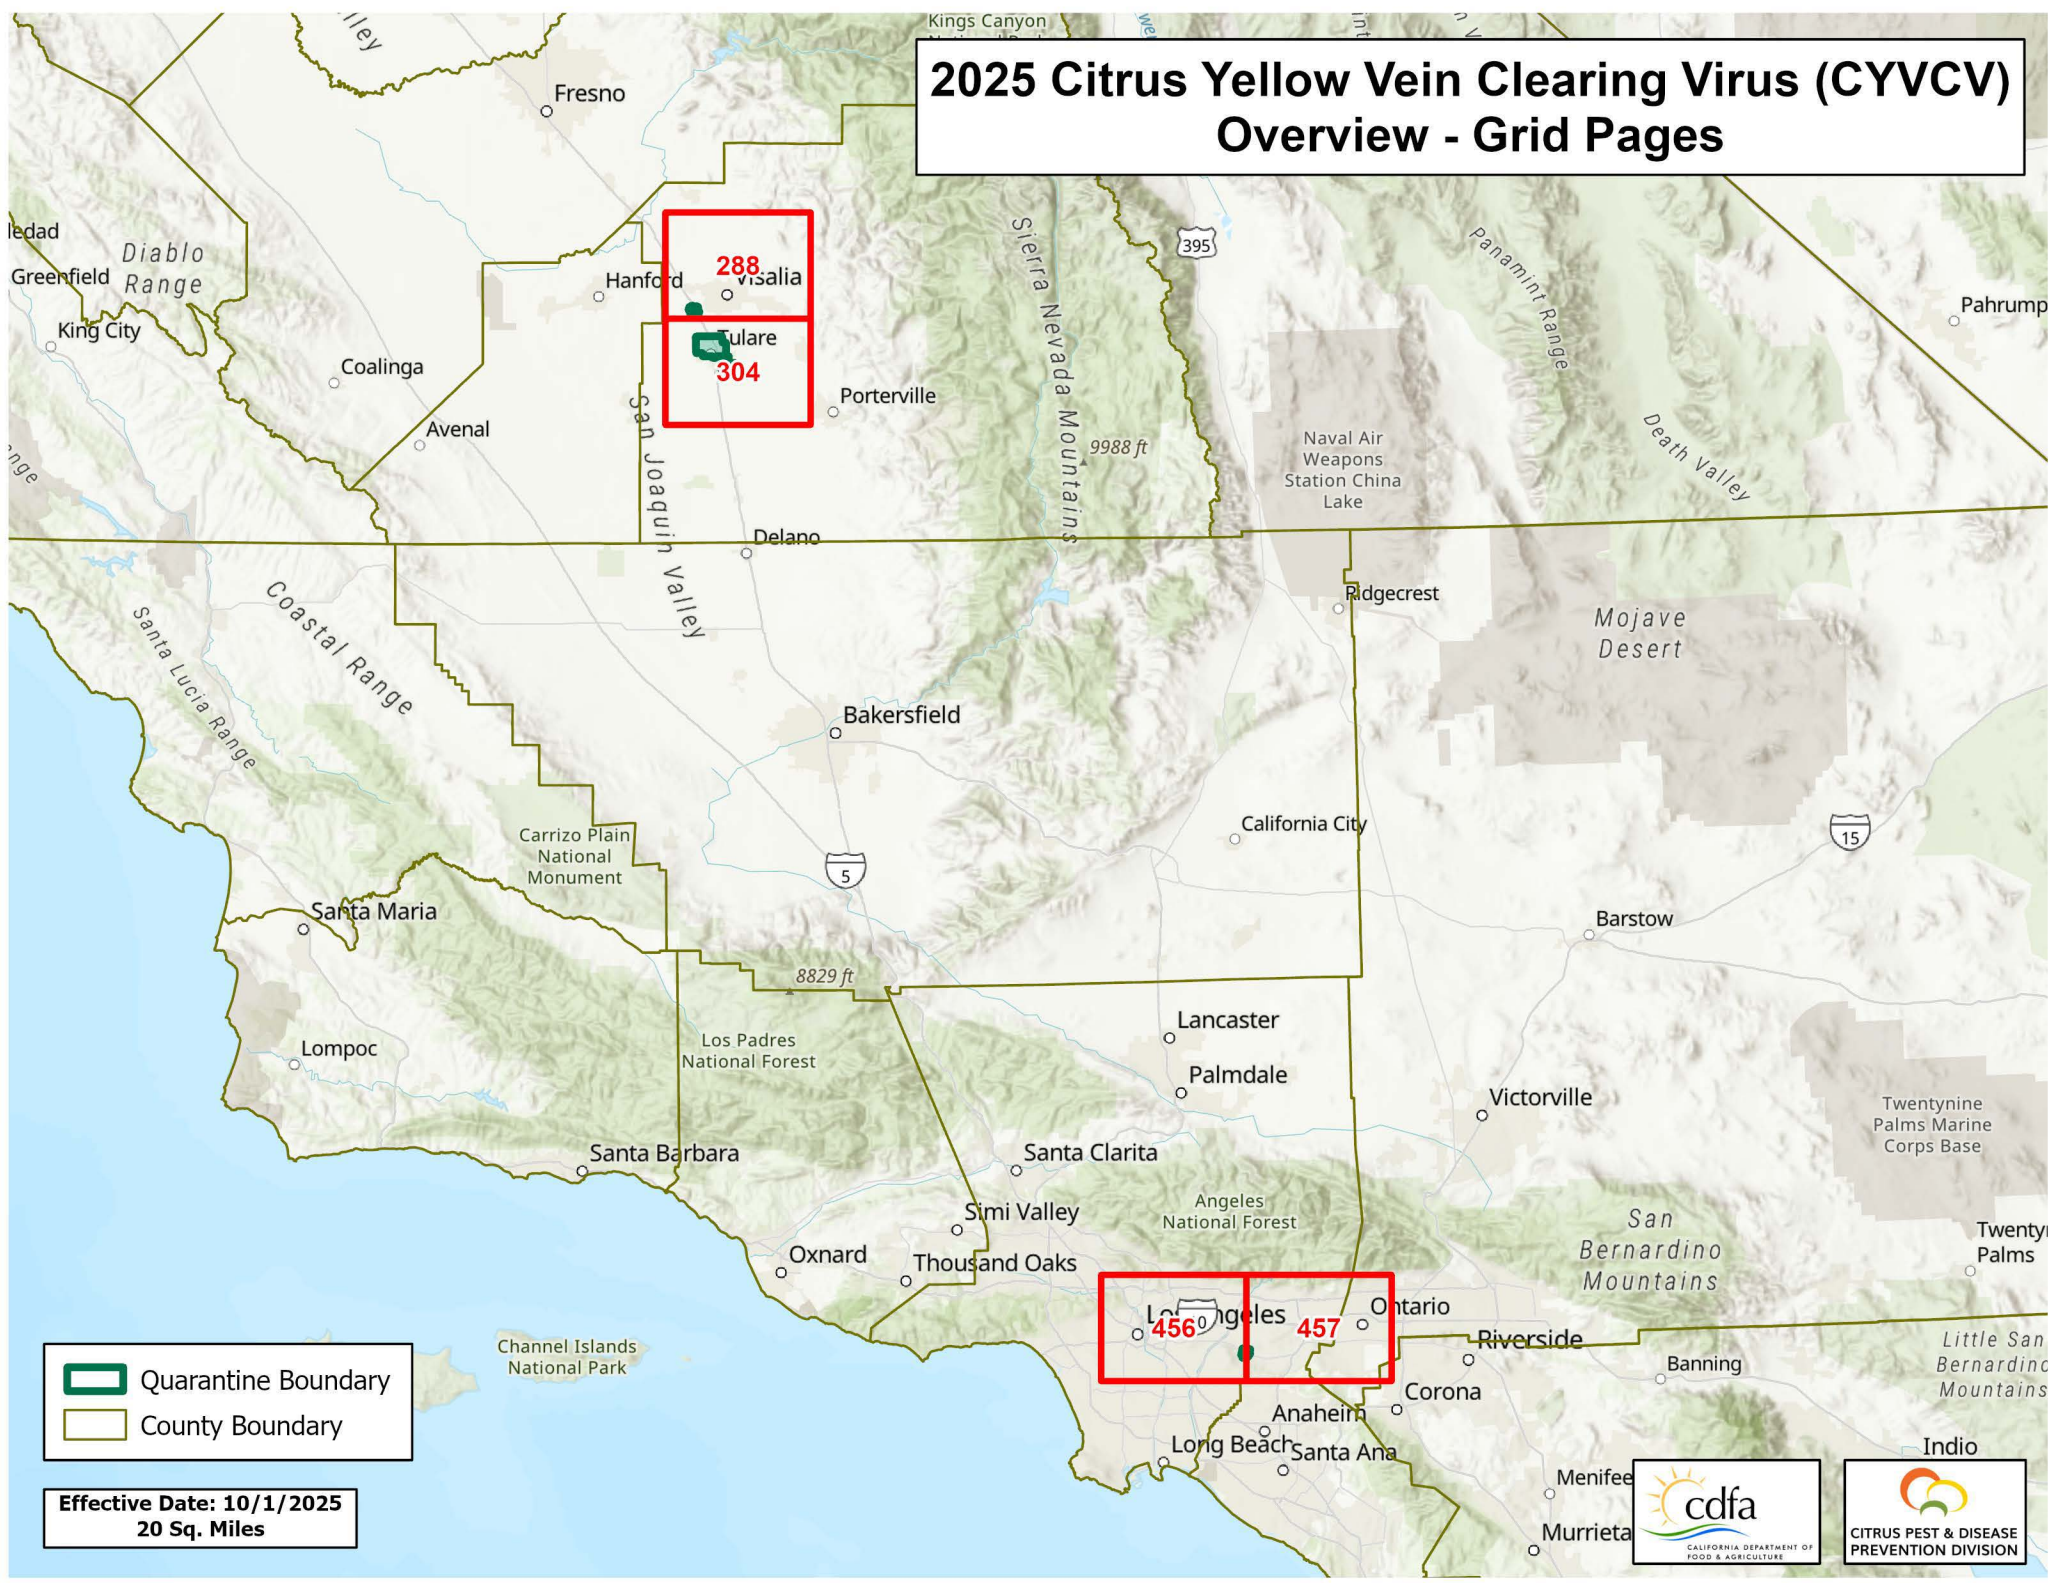 Kings Canyon
2025 Citrus Yellow Vein Clearing Virus (CYVCV)
Overview - Grid Pages
Fresno
395
Sierra Nevada Mountains
Panamint Range
Diablo
Range
Greenfield
King City
Hanford
288
Visalia
Pahrump
Tulare
304
Coalinga
Porterville
Avenal
San Joaquin Valley
9988 ft
Naval Air
Weapons
Station China
Lake
Death Valley
Delano
Ridgecrest
Mojave
Desert
Coastal Range
Santa Lucia Range
Bakersfield
California City
15
Carrizo Plain
National
Monument
5
Santa Maria
Barstow
8829 ft
Lancaster
Los Padres
National Forest
Lompoc
Palmdale
Victorville
Twentynine
Palms Marine
Corps Base
Santa Barbara
Santa Clarita
Angeles
National Forest
Simi Valley
San
Bernardino
Mountains
Palms
Oxnard
Thousand Oaks
Los Angeles
456
457
Ontario
Riverside
Little San
Bernardino
Mountains
Channel Islands
National Park
Banning
Corona
Anaheim
Long Beach
Santa Ana
Indio
Menifee
Murrieta
Quarantine Boundary
County Boundary
Effective Date: 10/1/2025
20 Sq. Miles
cdfa
CALIFORNIA DEPARTMENT OF
FOOD & AGRICULTURE
CITRUS PEST & DISEASE
PREVENTION DIVISION